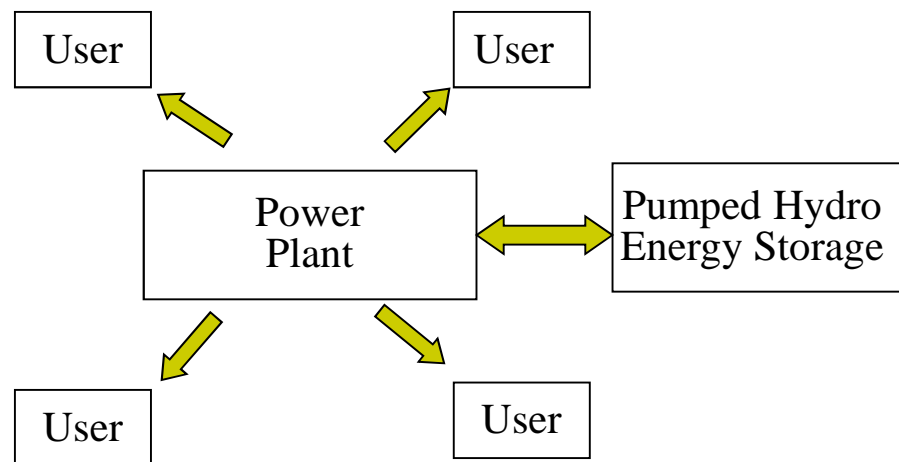 User
User
Power
Plant
Pumped Hydro
Energy Storage
User
User